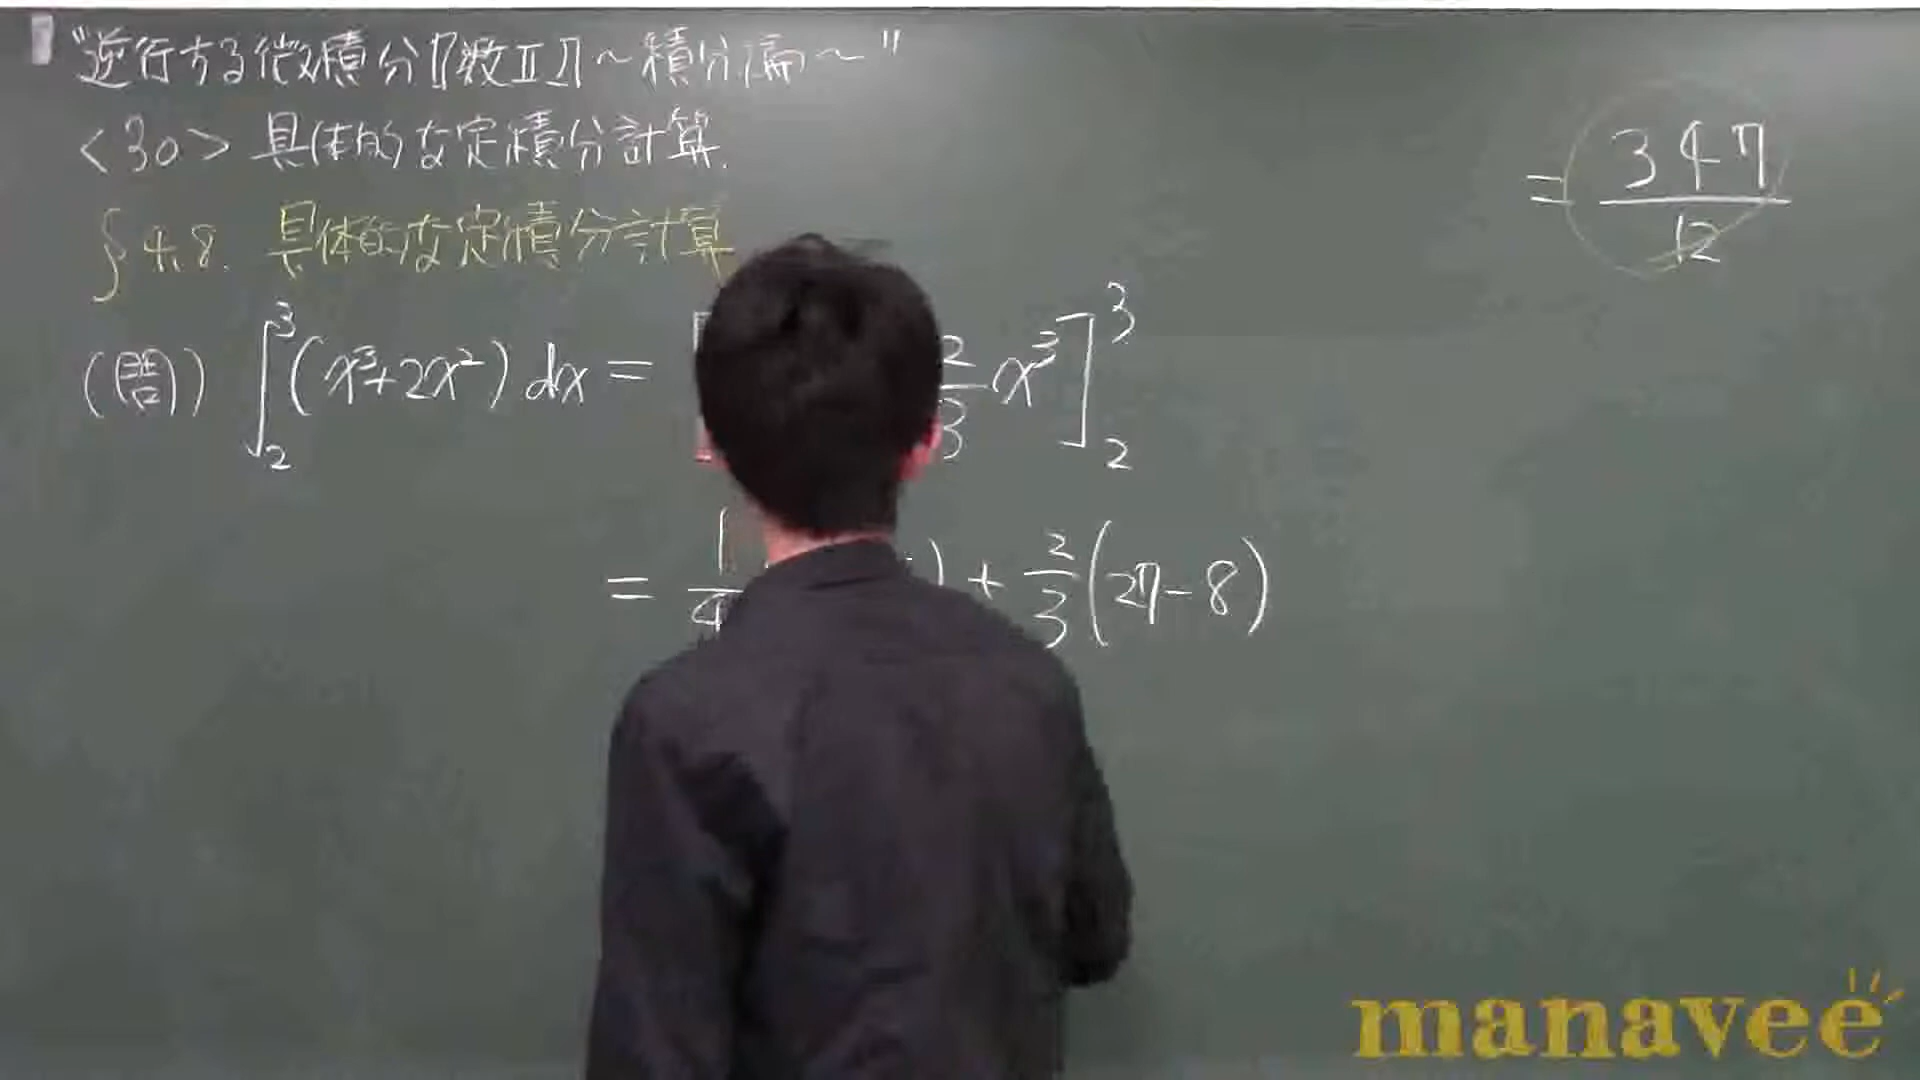 "逆行する微積分『数Ⅱ』～積分編～"
<30> 具体的な定積分計算.
§4.8. 具体的な定積分計算
(問) ∫₂³(x³+2x²)dx = [ 2/3 x³]₂³
= 1/4 ) + 2/3(27-8)
= 347/12
manavee